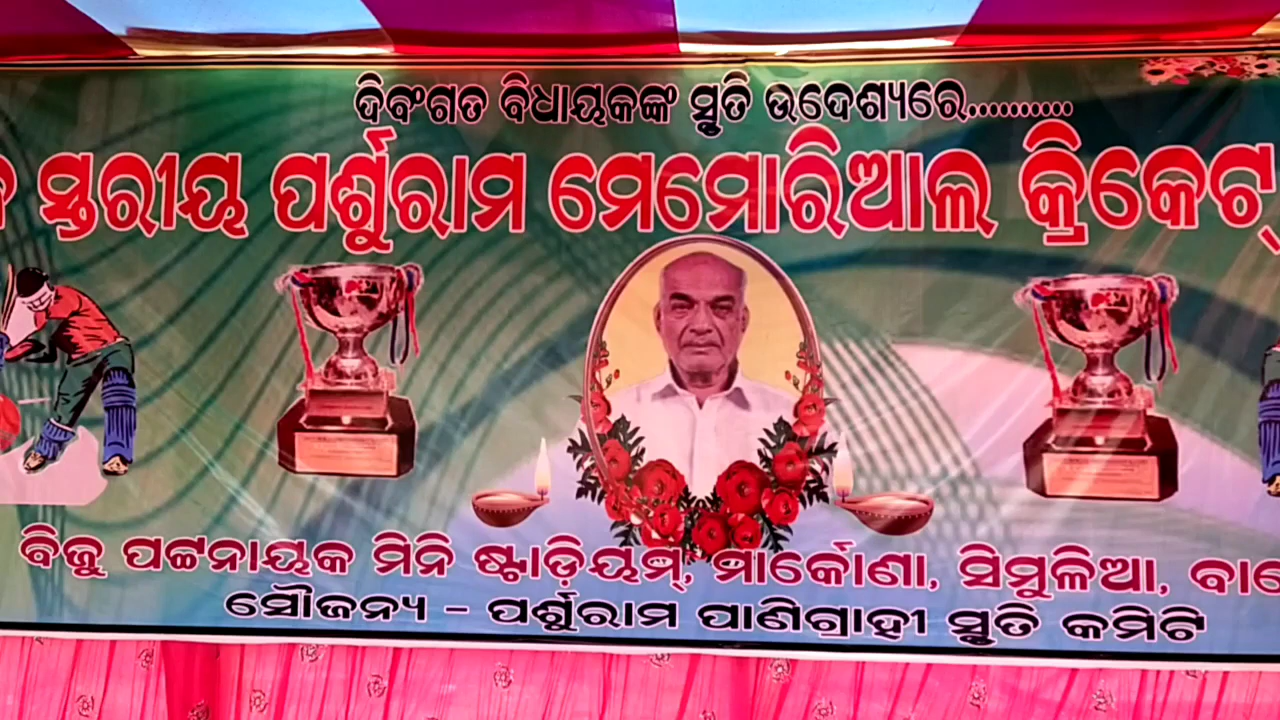 ଦିବଂଗତ ବିଧାୟକଙ୍କ ସ୍ମୃତି ଉଦେଶ୍ୟରେ..........
ସ୍ତରୀୟ ପର୍ଶୁରାମ ମେମୋରିଆଲ କ୍ରିକେଟ୍
ବିଜୁ ପଟ୍ଟନାୟକ ମିନି ଷ୍ଟାଡ଼ିୟମ୍, ମାର୍କୋଣା, ସିମୁଳିଆ,
ସୌଜନ୍ୟ - ପର୍ଶୁରାମ ପାଣିଗ୍ରାହୀ ସ୍ମୃତି କମିଟି